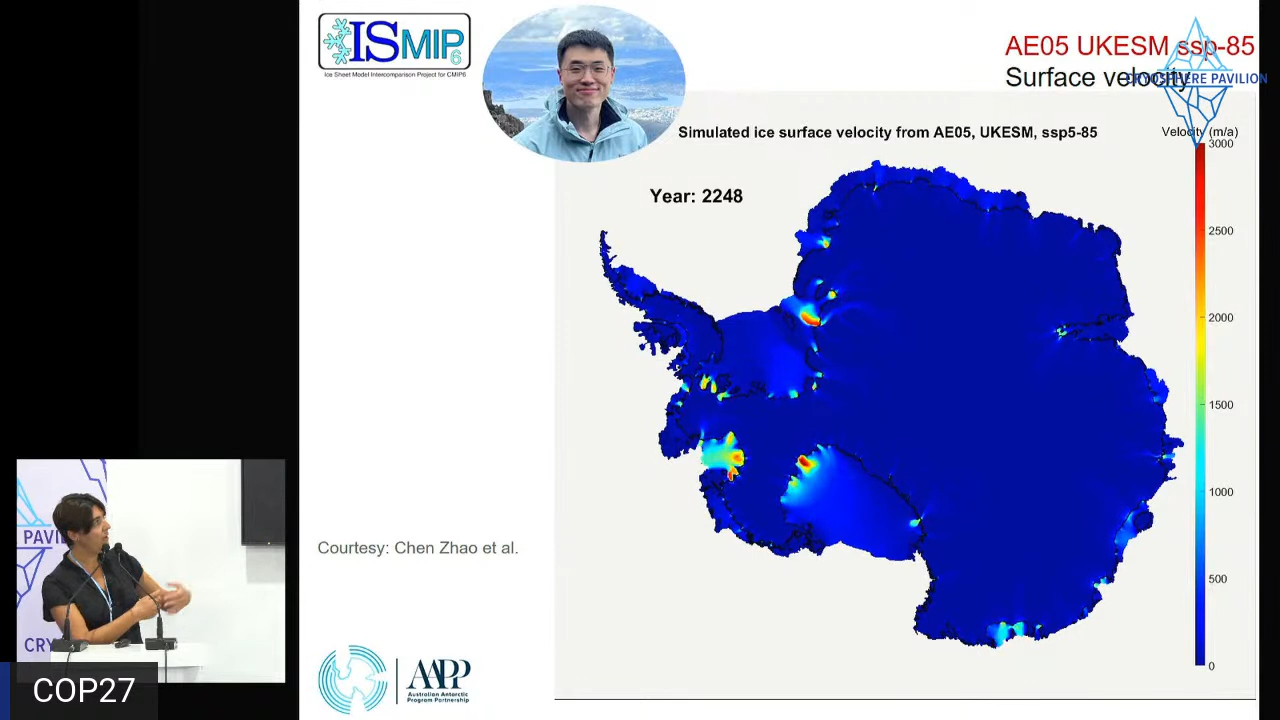 ISMIP6
Ice Sheet Model Intercomparison Project for CMIP6
AE05 UKESM ssp-85
Surface velocity
CRYOSPHERE PAVILION
Simulated ice surface velocity from AE05, UKESM, ssp5-85
Velocity (m/a)
Year: 2248
3000
2500
2000
1500
1000
500
0
Courtesy: Chen Zhao et al.
PAVI
CRY
COP27
AAPP
Australian Antarctic
Program Partnership